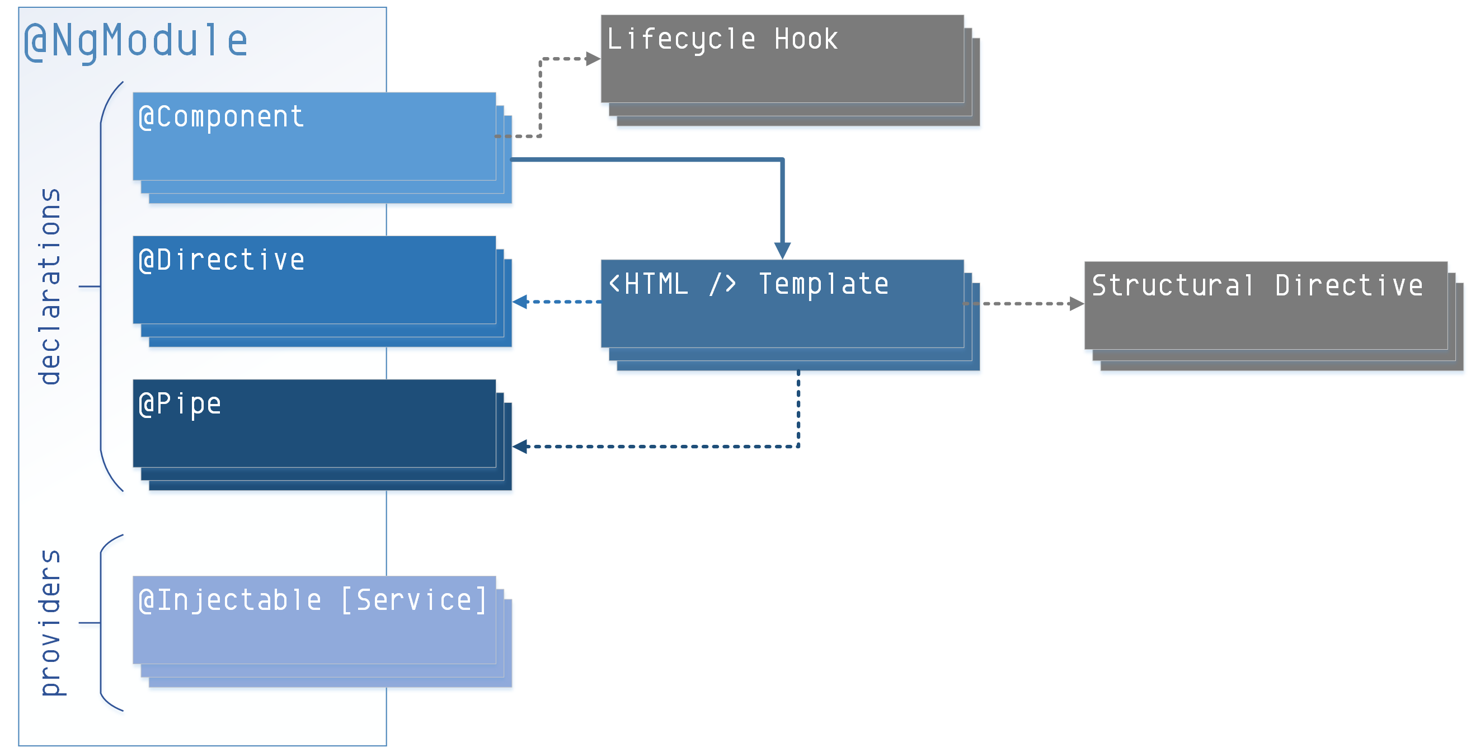 @NgModule
Lifecycle Hook
@Component
declarations
@Directive
<HTML /> Template
Structural Directive
@Pipe
providers
@Injectable [Service]